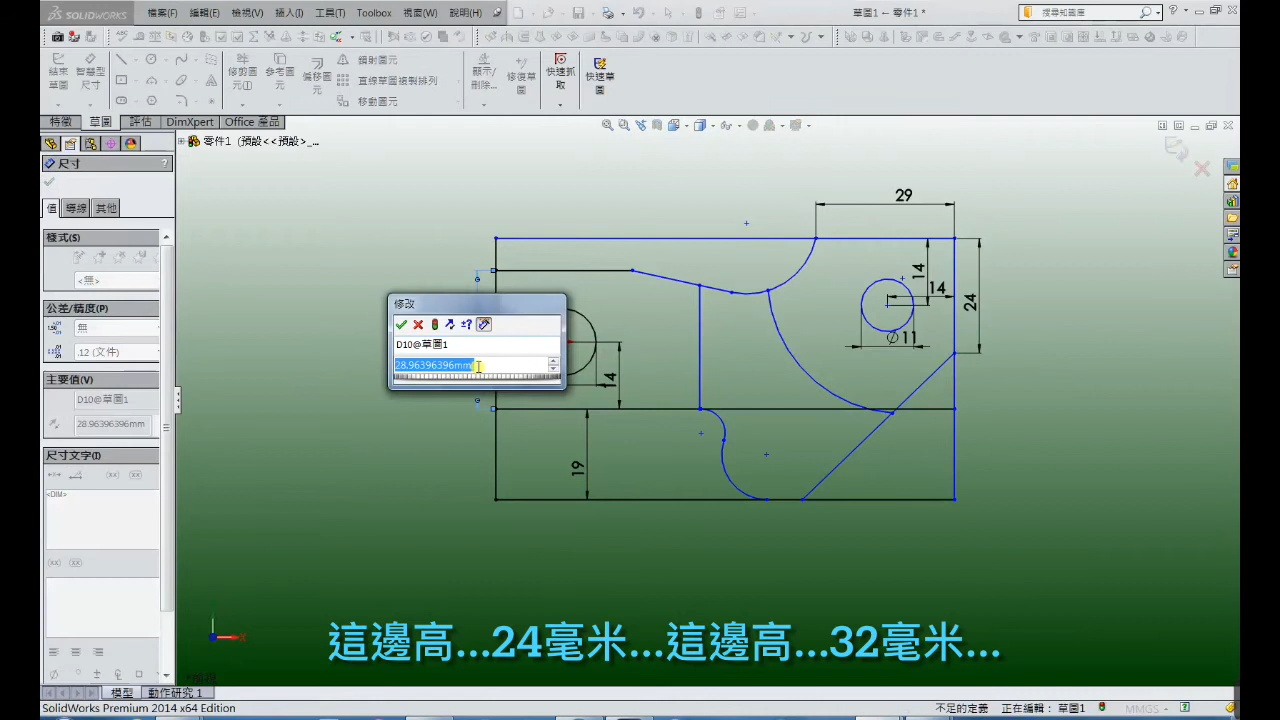 SOLIDWORKS 檔案(F) 編輯(E) 檢視(V) 插入(I) 工具(T) Toolbox 視窗(W) 說明(H) 草圖1 ← 零件1 * 搜尋知識庫
結束草圖 智慧型尺寸 修剪圖元(I) 參考圖元 偏移圖元 鏡射圖元 直線草圖複製排列 移動圖元 顯示/刪除... 修復草圖 快速抓取 快速草圖
特徵 草圖 評估 DimXpert Office 產品
零件1 (預設<<預設>_...
尺寸 ?
值 導線 其他
樣式(S)
<無>
公差/精度(P)
無
.12 (文件)
主要值(V)
D10@草圖1
28.96396396mm
尺寸文字(I)
<DIM>
修改
D10@草圖1
28.96396396mm
29
14
14
24
∅11
14
19
這邊高...24毫米...這邊高...32毫米...
模型 動作研究 1
SolidWorks Premium 2014 x64 Edition 不足的定義 正在編輯: 草圖1 MMGS